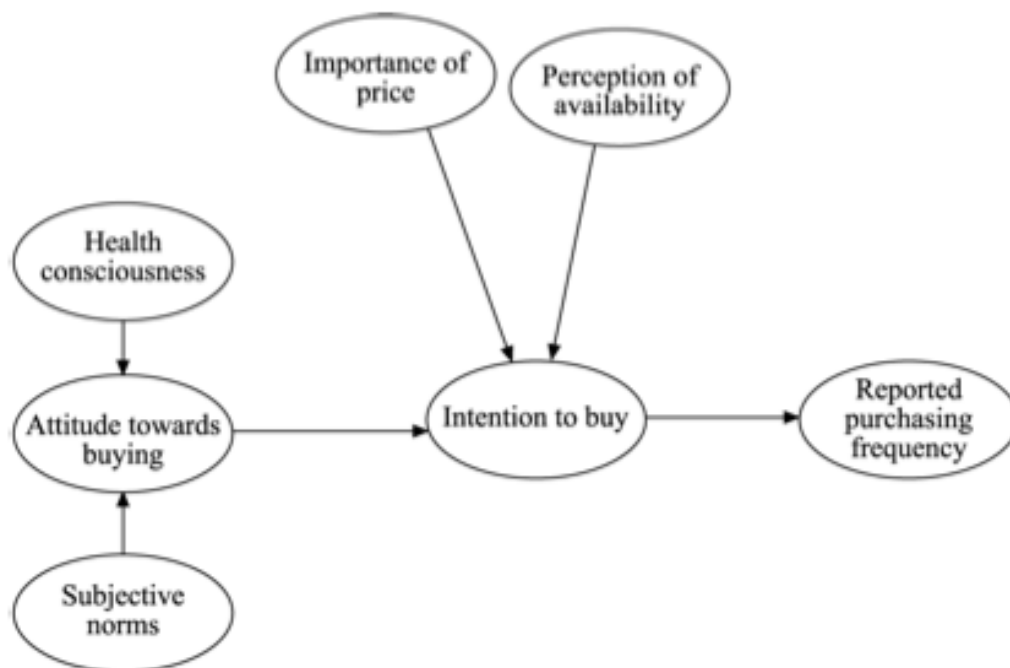 Importance of
price
Perception of
availability
Health
consciousness
Attitude towards
buying
Intention to buy
Reported
purchasing
frequency
Subjective
norms